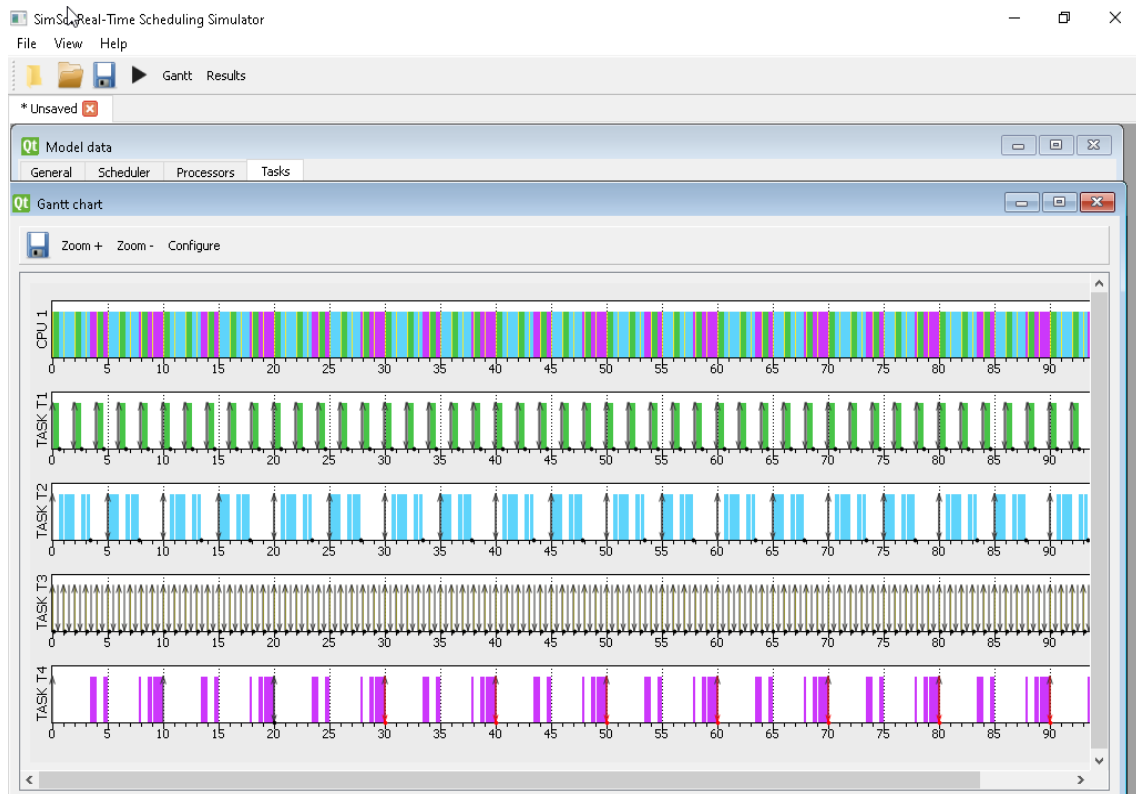 SimSo Real-Time Scheduling Simulator
File View Help
Gantt Results
* Unsaved
Qt Model data
General Scheduler Processors Tasks
Qt Gantt chart
Zoom + Zoom - Configure
CPU 1
0 5 10 15 20 25 30 35 40 45 50 55 60 65 70 75 80 85 90
TASK T1
0 5 10 15 20 25 30 35 40 45 50 55 60 65 70 75 80 85 90
TASK T2
0 5 10 15 20 25 30 35 40 45 50 55 60 65 70 75 80 85 90
TASK T3
0 5 10 15 20 25 30 35 40 45 50 55 60 65 70 75 80 85 90
TASK T4
0 5 10 15 20 25 30 35 40 45 50 55 60 65 70 75 80 85 90